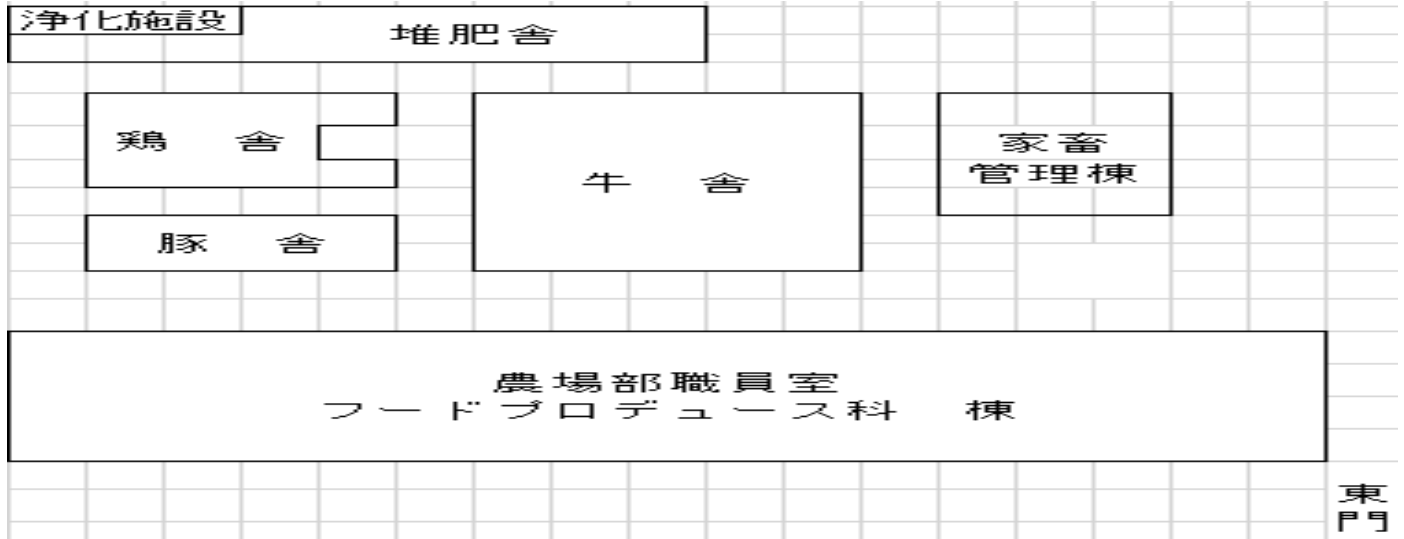 浄化施設
堆肥舎
鶏 舎
牛 舎
家畜
管理棟
豚 舎
農場部職員室
フードプロデュース科 棟
東
門